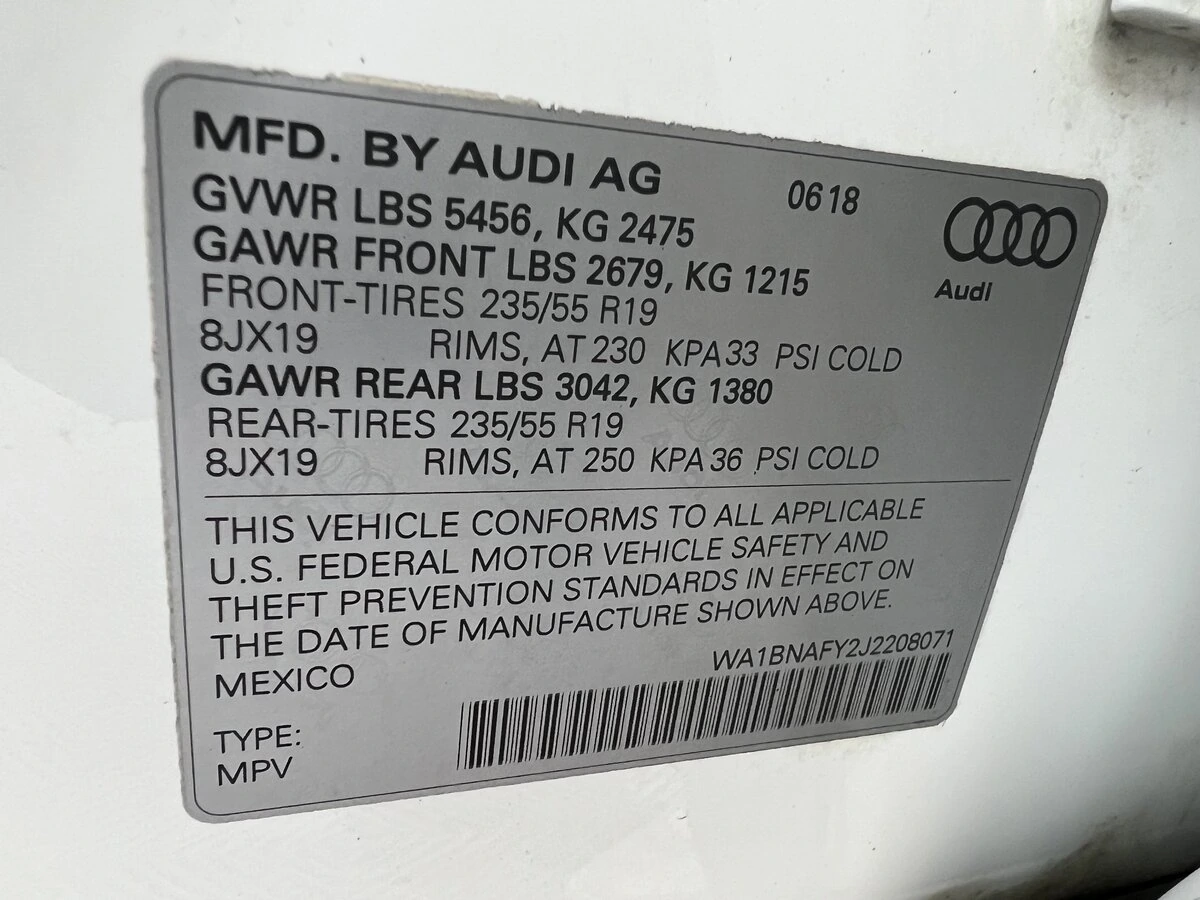 MFD. BY AUDI AG 0618
GVWR LBS 5456, KG 2475
GAWR FRONT LBS 2679, KG 1215
Audi
FRONT-TIRES 235/55 R19
8JX19 RIMS, AT 230 KPA 33 PSI COLD
GAWR REAR LBS 3042, KG 1380
REAR-TIRES 235/55 R19
8JX19 RIMS, AT 250 KPA 36 PSI COLD
THIS VEHICLE CONFORMS TO ALL APPLICABLE
U.S. FEDERAL MOTOR VEHICLE SAFETY AND
THEFT PREVENTION STANDARDS IN EFFECT ON
THE DATE OF MANUFACTURE SHOWN ABOVE.
MEXICO WA1BNAFY2J2208071
TYPE:
MPV